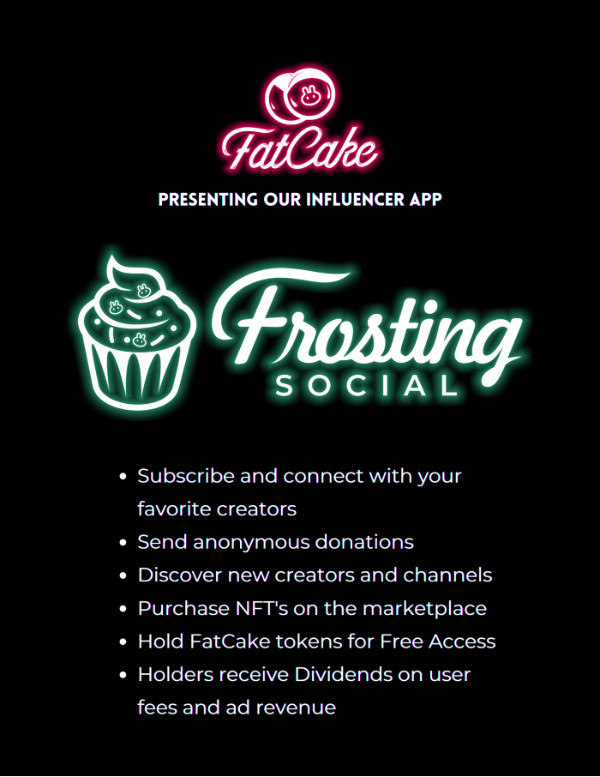 FatCake
PRESENTING OUR INFLUENCER APP
Frosting
SOCIAL
• Subscribe and connect with your
favorite creators
• Send anonymous donations
• Discover new creators and channels
• Purchase NFT's on the marketplace
• Hold FatCake tokens for Free Access
• Holders receive Dividends on user
fees and ad revenue